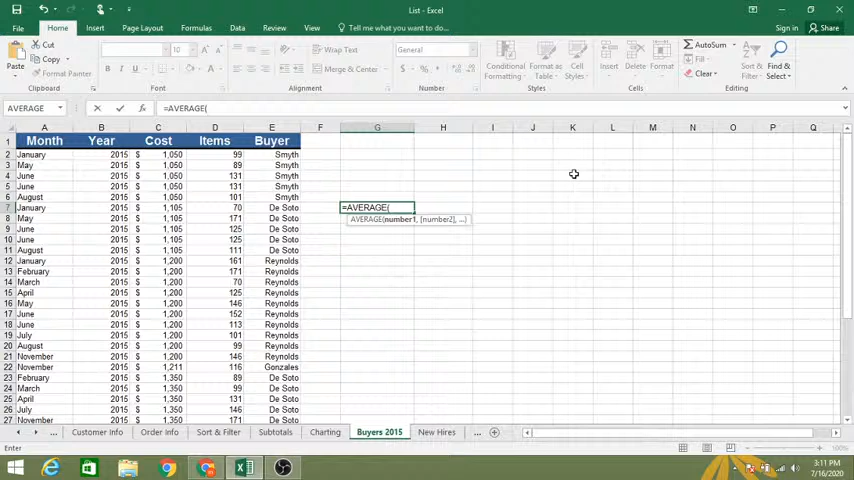 List - Excel
Sign in
Share
File
Home
Insert
Page Layout
Formulas
Data
Review
View
Tell me what you want to do...
Paste
Cut
Copy
Format Painter
Clipboard
10
B I U
Font
Wrap Text
Merge & Center
Alignment
General
$ %
Number
Conditional Formatting
Format as Table
Cell Styles
Styles
Insert
Delete
Format
Cells
AutoSum
Clear
Sort & Filter
Find & Select
Editing
AVERAGE
fx
=AVERAGE(
A B C D E F G H I J K L M N O P Q
1 Month Year Cost Items Buyer
2 January 2015 $ 1,050 99 Smyth
3 May 2015 $ 1,050 89 Smyth
4 June 2015 $ 1,050 131 Smyth
5 June 2015 $ 1,050 131 Smyth
6 August 2015 $ 1,050 101 Smyth
7 January 2015 $ 1,105 70 De Soto =AVERAGE(
8 May 2015 $ 1,105 171 De Soto AVERAGE(number1, [number2], ...)
9 June 2015 $ 1,105 125 De Soto
10 June 2015 $ 1,105 125 De Soto
11 August 2015 $ 1,105 111 De Soto
12 January 2015 $ 1,200 161 Reynolds
13 February 2015 $ 1,200 171 Reynolds
14 March 2015 $ 1,200 70 Reynolds
15 April 2015 $ 1,200 125 Reynolds
16 May 2015 $ 1,200 146 Reynolds
17 June 2015 $ 1,200 152 Reynolds
18 June 2015 $ 1,200 113 Reynolds
19 July 2015 $ 1,200 101 Reynolds
20 August 2015 $ 1,200 99 Reynolds
21 November 2015 $ 1,200 146 Reynolds
22 November 2015 $ 1,211 116 Gonzales
23 February 2015 $ 1,350 89 De Soto
24 March 2015 $ 1,350 99 De Soto
25 April 2015 $ 1,350 131 De Soto
26 July 2015 $ 1,350 146 De Soto
27 November 2015 $ 1,350 171 De Soto
... Customer Info Order Info Sort & Filter Subtotals Charting Buyers 2015 New Hires ...
Enter
100%
3:11 PM
7/16/2020